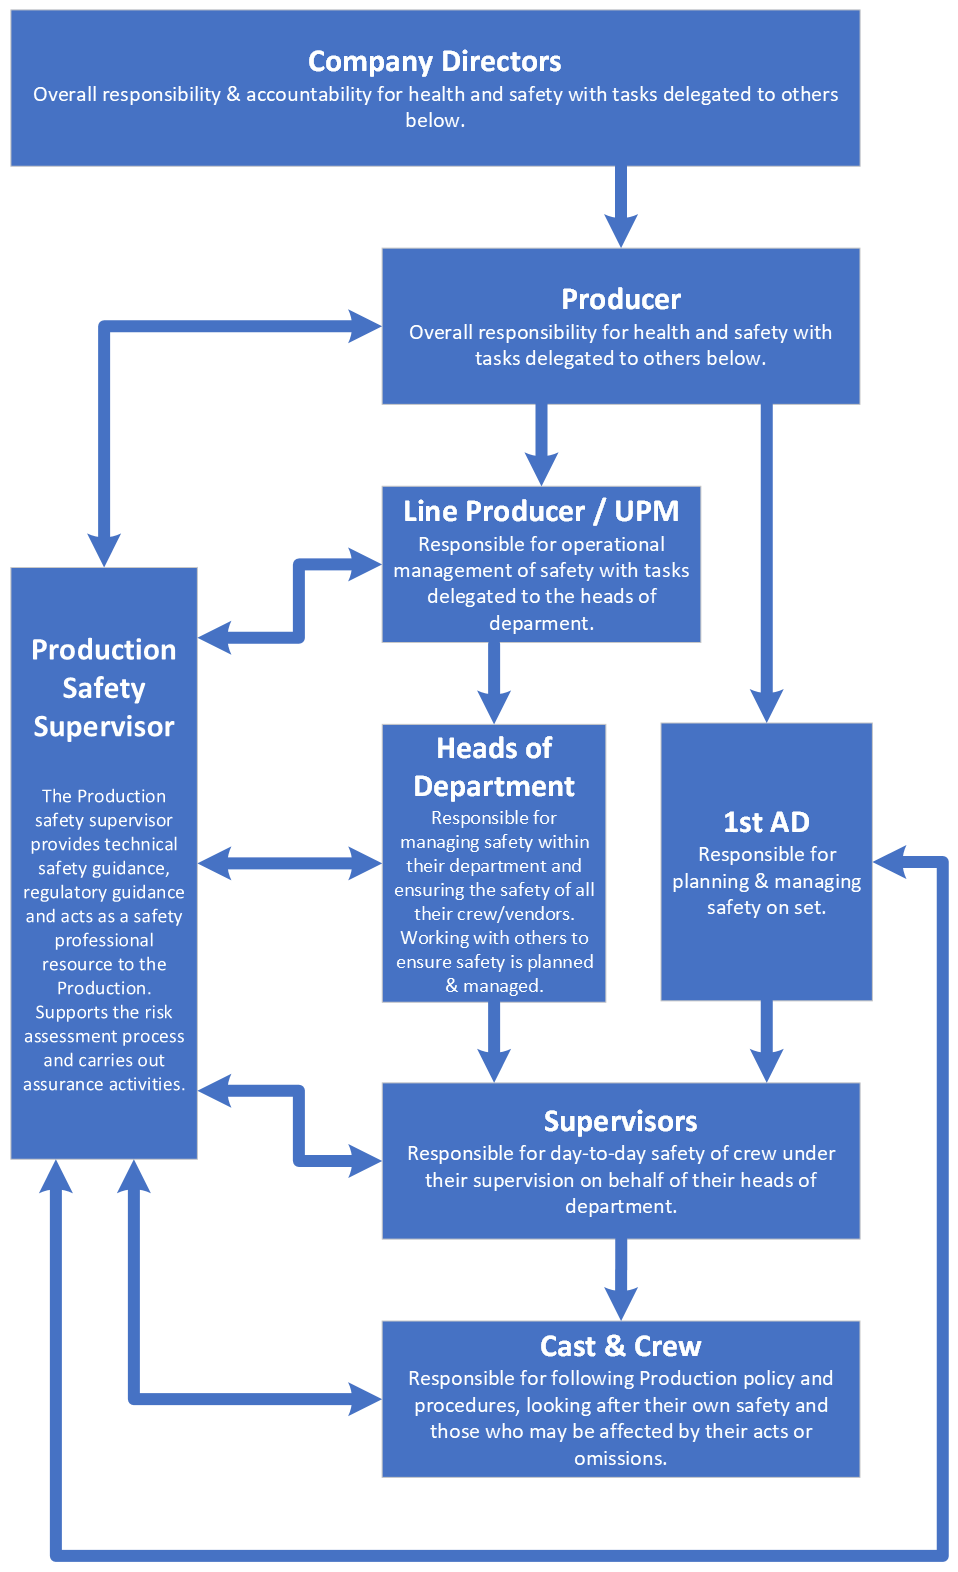 Company Directors
Overall responsibility & accountability for health and safety with tasks delegated to others
below.
Producer
Overall responsibility for health and safety with
tasks delegated to others below.
Line Producer / UPM
Responsible for operational
management of safety with tasks
delegated to the heads of
deparment.
Production
Safety
Supervisor
The Production
safety supervisor
provides technical
safety guidance,
regulatory guidance
and acts as a safety
professional
resource to the
Production.
Supports the risk
assessment process
and carries out
assurance activities.
Heads of
Department
Responsible for
managing safety within
their department and
ensuring the safety of all
their crew/vendors.
Working with others to
ensure safety is planned
& managed.
1st AD
Responsible for
planning & managing
safety on set.
Supervisors
Responsible for day-to-day safety of crew under
their supervision on behalf of their heads of
department.
Cast & Crew
Responsible for following Production policy and
procedures, looking after their own safety and
those who may be affected by their acts or
omissions.